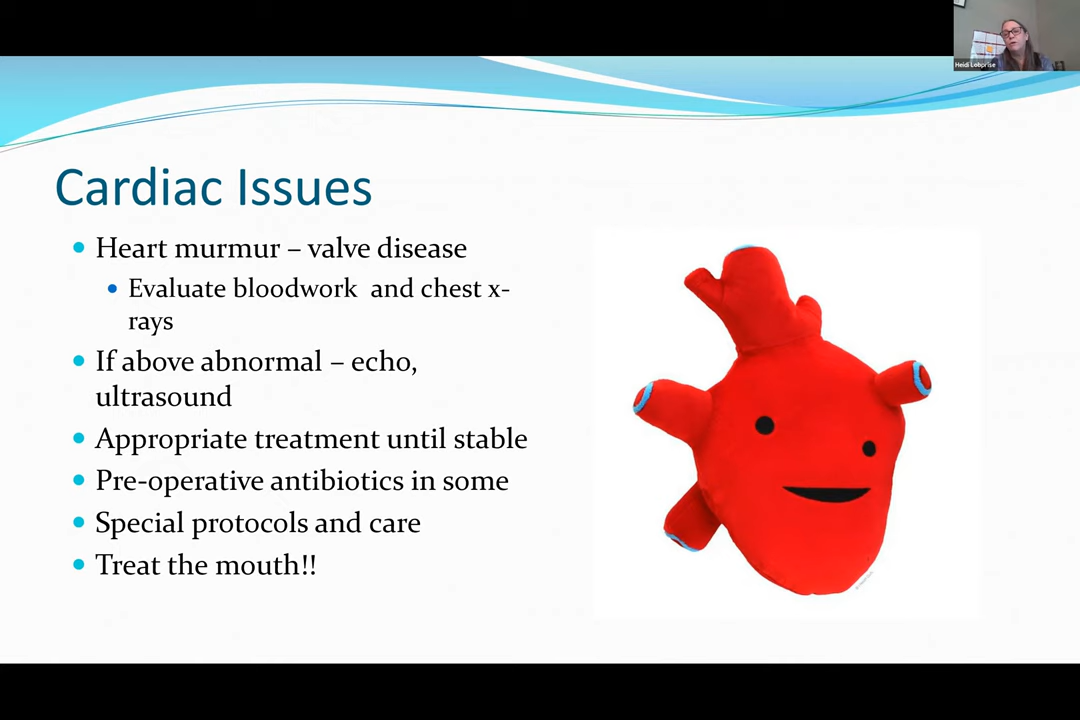 Heidi Lobprise
Cardiac Issues
Heart murmur – valve disease
Evaluate bloodwork and chest x-
rays
If above abnormal – echo,
ultrasound
Appropriate treatment until stable
Pre-operative antibiotics in some
Special protocols and care
Treat the mouth!!